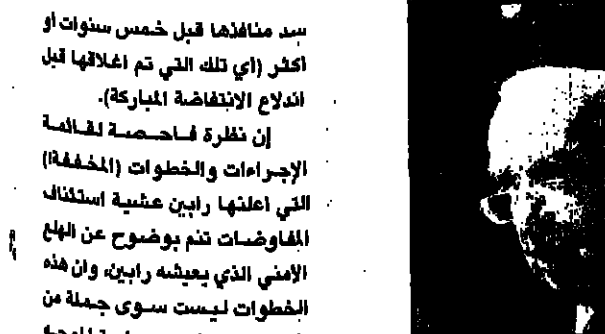 سد منافذها قبل خمس سنوات أو
أكثر (أي تلك التي تم اغلاقها قبل
اندلاع الانتفاضة المباركة).
إن نظرة فاحصة لقائمة
الإجراءات والخطوات (المخففة!)
التي أعلنها رابين عشية استئناف
المفاوضات تنم بوضوح عن الهلع
الأمني الذي يعيشه رابين، وان هذه
الخطوات ليست سوى جملة من